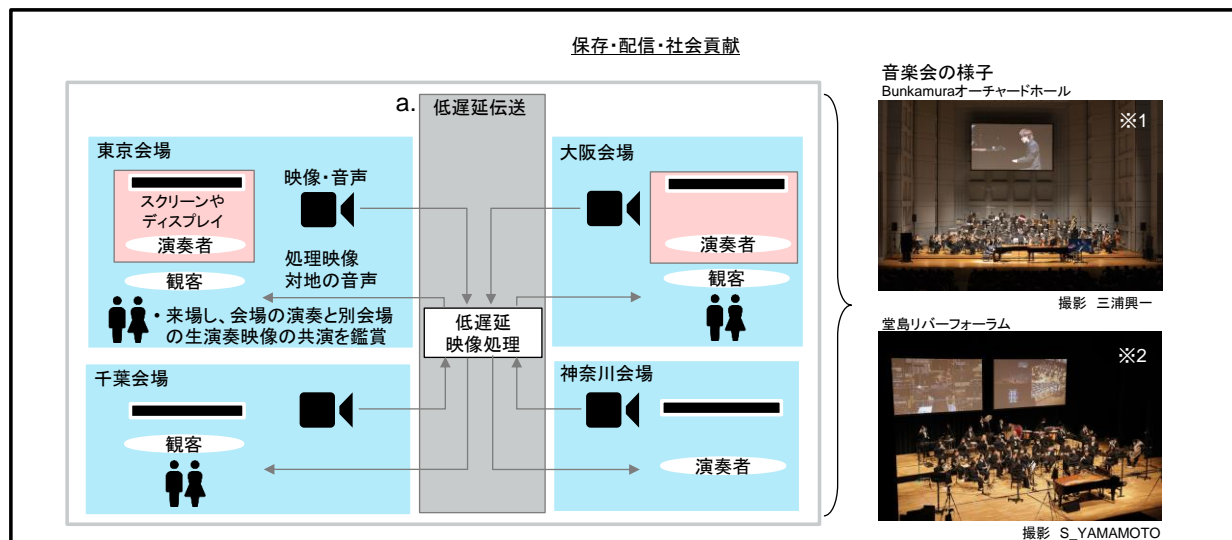 保存・配信・社会貢献
a.
低遅延伝送
東京会場
スクリーンや
ディスプレイ
演奏者
観客
映像・音声
処理映像
対地の音声
・来場し、会場の演奏と別会場
の生演奏映像の共演を鑑賞
大阪会場
演奏者
観客
低遅延
映像処理
千葉会場
観客
神奈川会場
演奏者
音楽会の様子
Bunkamuraオーチャードホール
※1
撮影 三浦興一
堂島リバーフォーラム
※2
撮影 S_YAMAMOTO